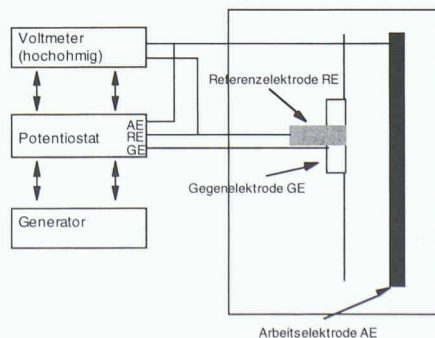 Voltmeter
(hochohmig)
Referenzelektrode RE
Potentiostat
AE
RE
GE
Gegenelektrode GE
Generator
Arbeitselektrode AE